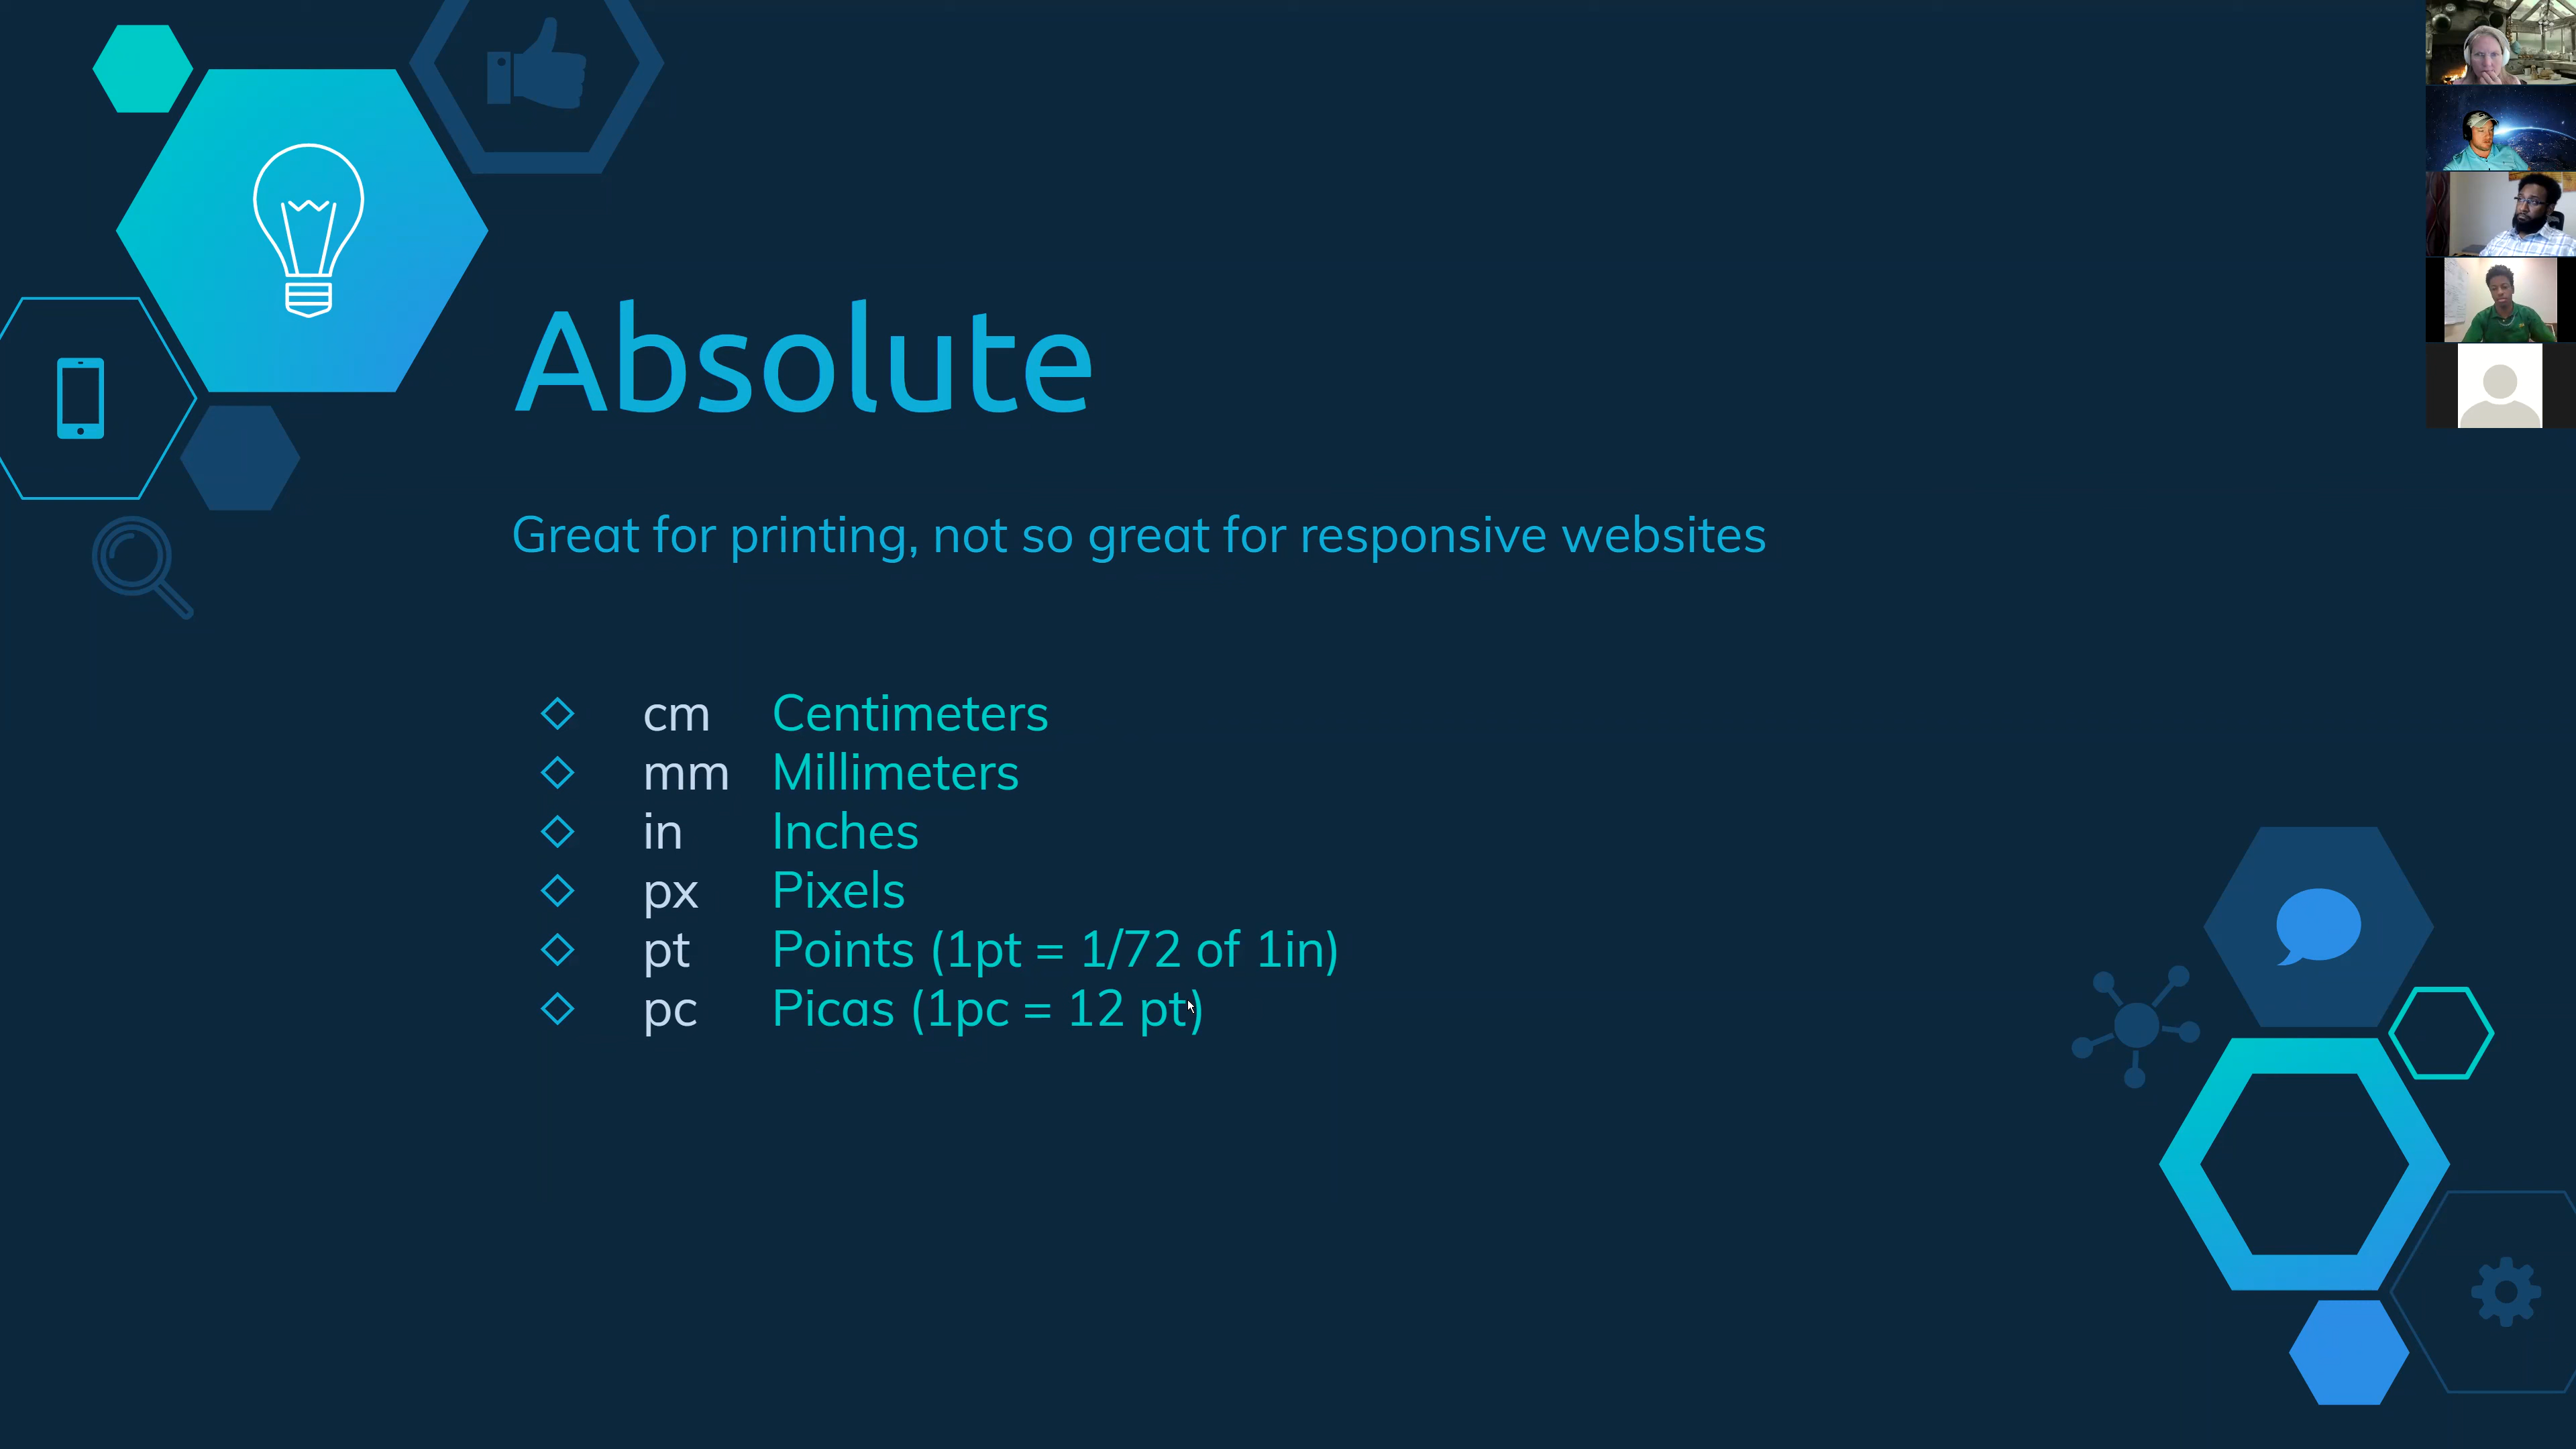 Absolute
Great for printing, not so great for responsive websites
cm Centimeters
mm Millimeters
in Inches
px Pixels
pt Points (1pt = 1/72 of 1in)
pc Picas (1pc = 12 pt)